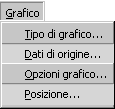 Grafico
Tipo di grafico...
Dati di origine...
Opzioni grafico...
Posizione...